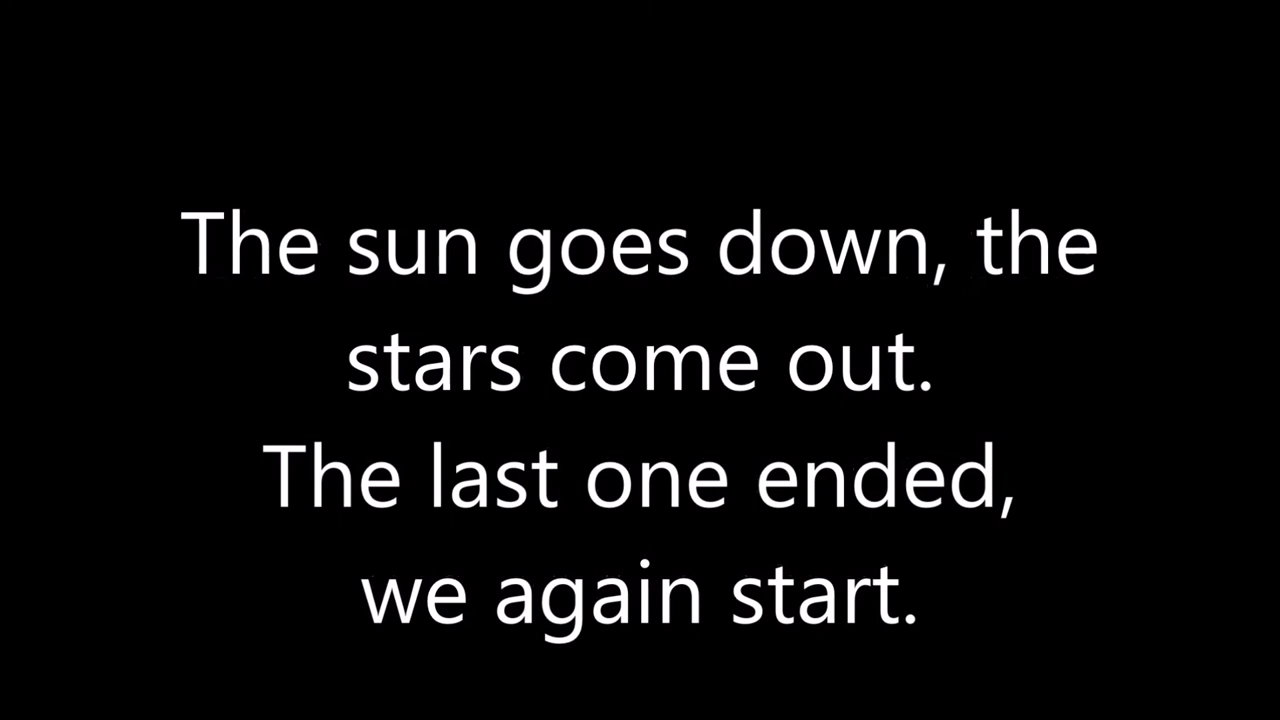 The sun goes down, the
stars come out.
The last one ended,
we again start.